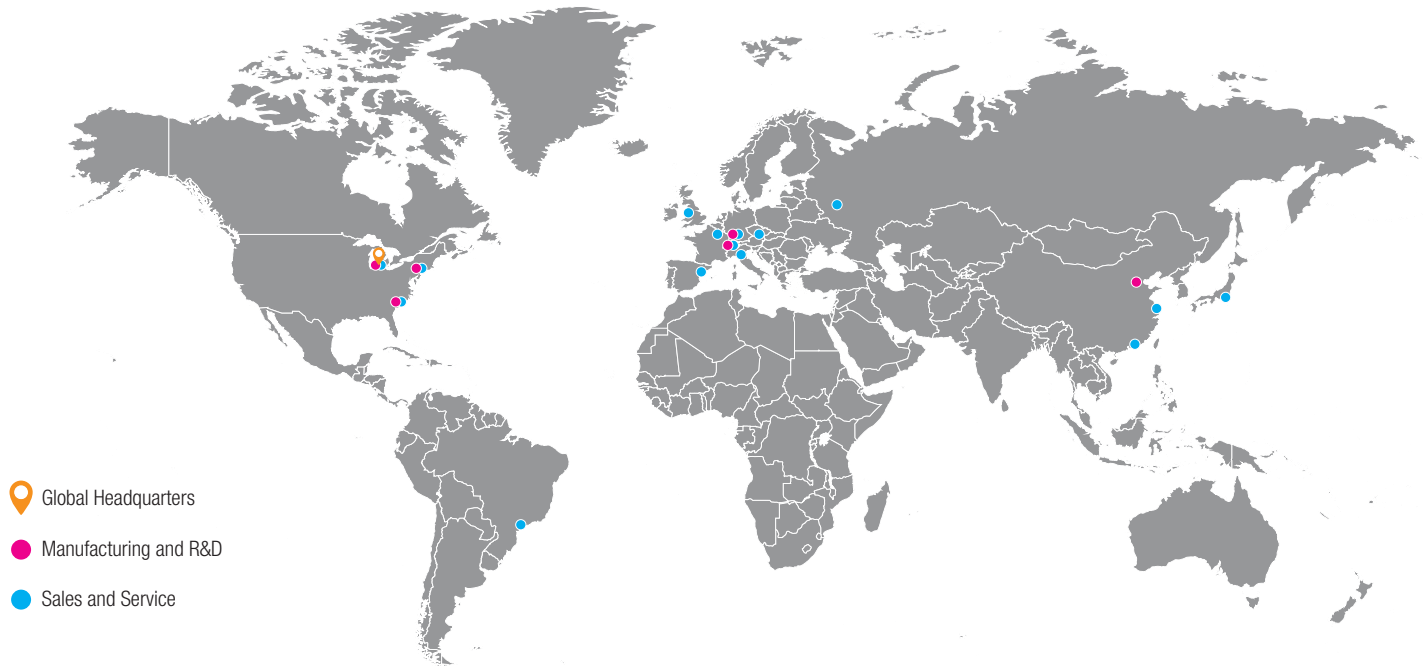 Global Headquarters
Manufacturing and R&D
Sales and Service